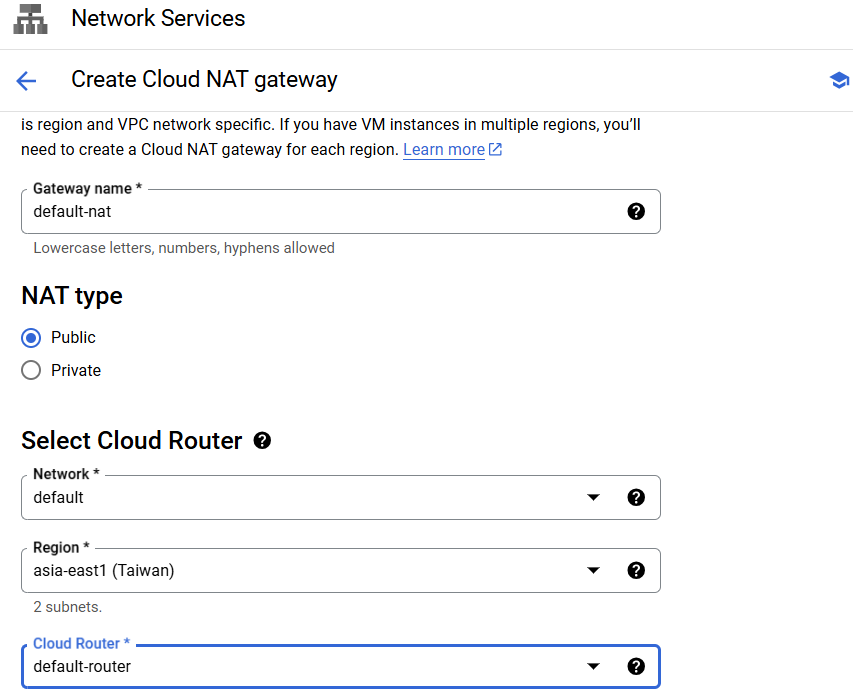 Network Services
Create Cloud NAT gateway
is region and VPC network specific. If you have VM instances in multiple regions, you’ll
need to create a Cloud NAT gateway for each region. Learn more
Gateway name *
default-nat
Lowercase letters, numbers, hyphens allowed
NAT type
Public
Private
Select Cloud Router
Network *
default
Region *
asia-east1 (Taiwan)
2 subnets.
Cloud Router *
default-router